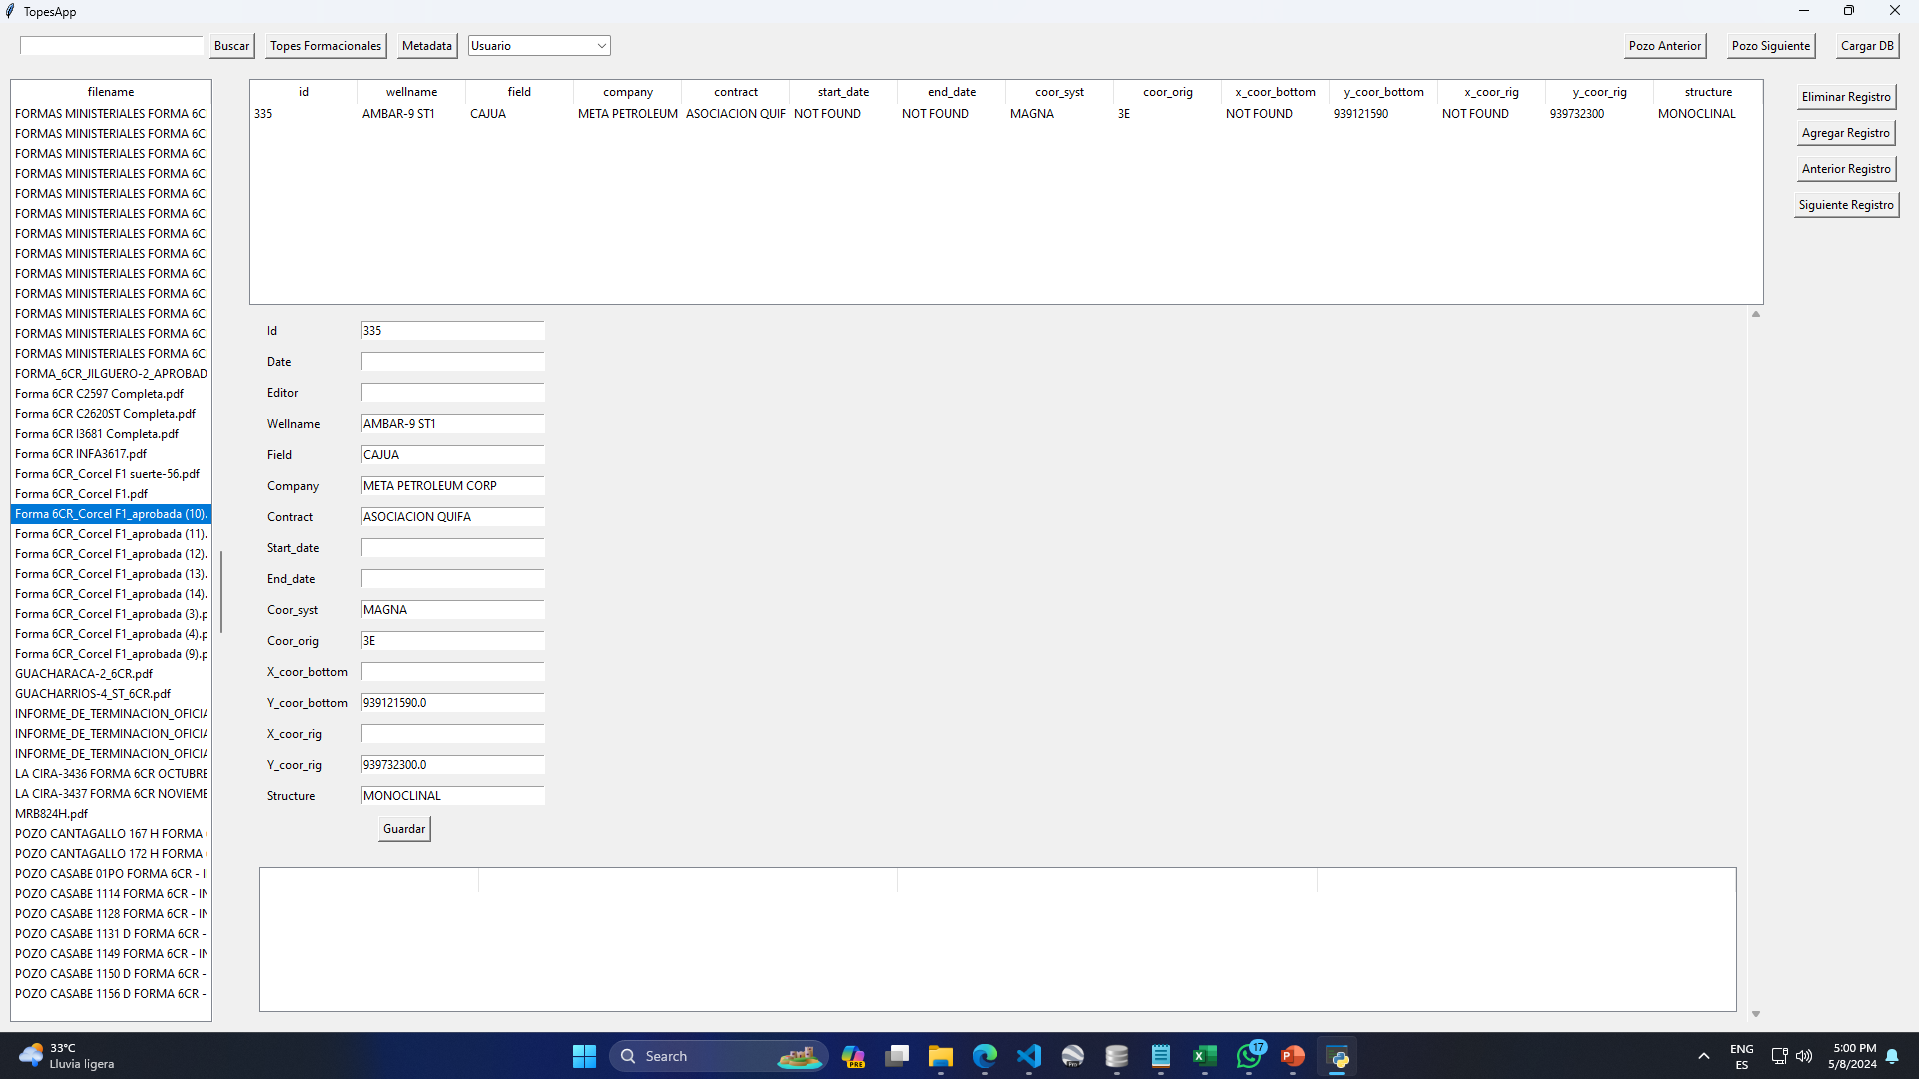 TopesApp
Buscar Topes Formacionales Metadata Usuario Pozo Anterior Pozo Siguiente Cargar DB
filename
FORMAS MINISTERIALES FORMA 6C
FORMAS MINISTERIALES FORMA 6C
FORMAS MINISTERIALES FORMA 6C
FORMAS MINISTERIALES FORMA 6C
FORMAS MINISTERIALES FORMA 6C
FORMAS MINISTERIALES FORMA 6C
FORMAS MINISTERIALES FORMA 6C
FORMAS MINISTERIALES FORMA 6C
FORMAS MINISTERIALES FORMA 6C
FORMAS MINISTERIALES FORMA 6C
FORMAS MINISTERIALES FORMA 6C
FORMAS MINISTERIALES FORMA 6C
FORMAS MINISTERIALES FORMA 6C
FORMA_6CR_JILGUERO-2_APROBAD
Forma 6CR C2597 Completa.pdf
Forma 6CR C2620ST Completa.pdf
Forma 6CR I3681 Completa.pdf
Forma 6CR INFA3617.pdf
Forma 6CR_Corcel F1 suerte-56.pdf
Forma 6CR_Corcel F1.pdf
Forma 6CR_Corcel F1_aprobada (10).
Forma 6CR_Corcel F1_aprobada (11).
Forma 6CR_Corcel F1_aprobada (12).
Forma 6CR_Corcel F1_aprobada (13).
Forma 6CR_Corcel F1_aprobada (14).
Forma 6CR_Corcel F1_aprobada (3).p
Forma 6CR_Corcel F1_aprobada (4).p
Forma 6CR_Corcel F1_aprobada (9).p
GUACHARACA-2_6CR.pdf
GUACHARRIOS-4_ST_6CR.pdf
INFORME_DE_TERMINACION_OFICIA
INFORME_DE_TERMINACION_OFICIA
INFORME_DE_TERMINACION_OFICIA
LA CIRA-3436 FORMA 6CR OCTUBRE
LA CIRA-3437 FORMA 6CR NOVIEME
MRB824H.pdf
POZO CANTAGALLO 167 H FORMA
POZO CANTAGALLO 172 H FORMA
POZO CASABE 01PO FORMA 6CR - I
POZO CASABE 1114 FORMA 6CR - IN
POZO CASABE 1128 FORMA 6CR - IN
POZO CASABE 1131 D FORMA 6CR -
POZO CASABE 1149 FORMA 6CR - IN
POZO CASABE 1150 D FORMA 6CR -
POZO CASABE 1156 D FORMA 6CR -
id wellname field company contract start_date end_date coor_syst coor_orig x_coor_bottom y_coor_bottom x_coor_rig y_coor_rig structure
335 AMBAR-9 ST1 CAJUA META PETROLEUM ASOCIACION QUIF NOT FOUND NOT FOUND MAGNA 3E NOT FOUND 939121590 NOT FOUND 939732300 MONOCLINAL
Eliminar Registro
Agregar Registro
Anterior Registro
Siguiente Registro
Id 335
Date
Editor
Wellname AMBAR-9 ST1
Field CAJUA
Company META PETROLEUM CORP
Contract ASOCIACION QUIFA
Start_date
End_date
Coor_syst MAGNA
Coor_orig 3E
X_coor_bottom
Y_coor_bottom 939121590.0
X_coor_rig
Y_coor_rig 939732300.0
Structure MONOCLINAL
Guardar
33°C
Lluvia ligera
Search
PRE
Pro
17
ENG
ES
5:00 PM
5/8/2024